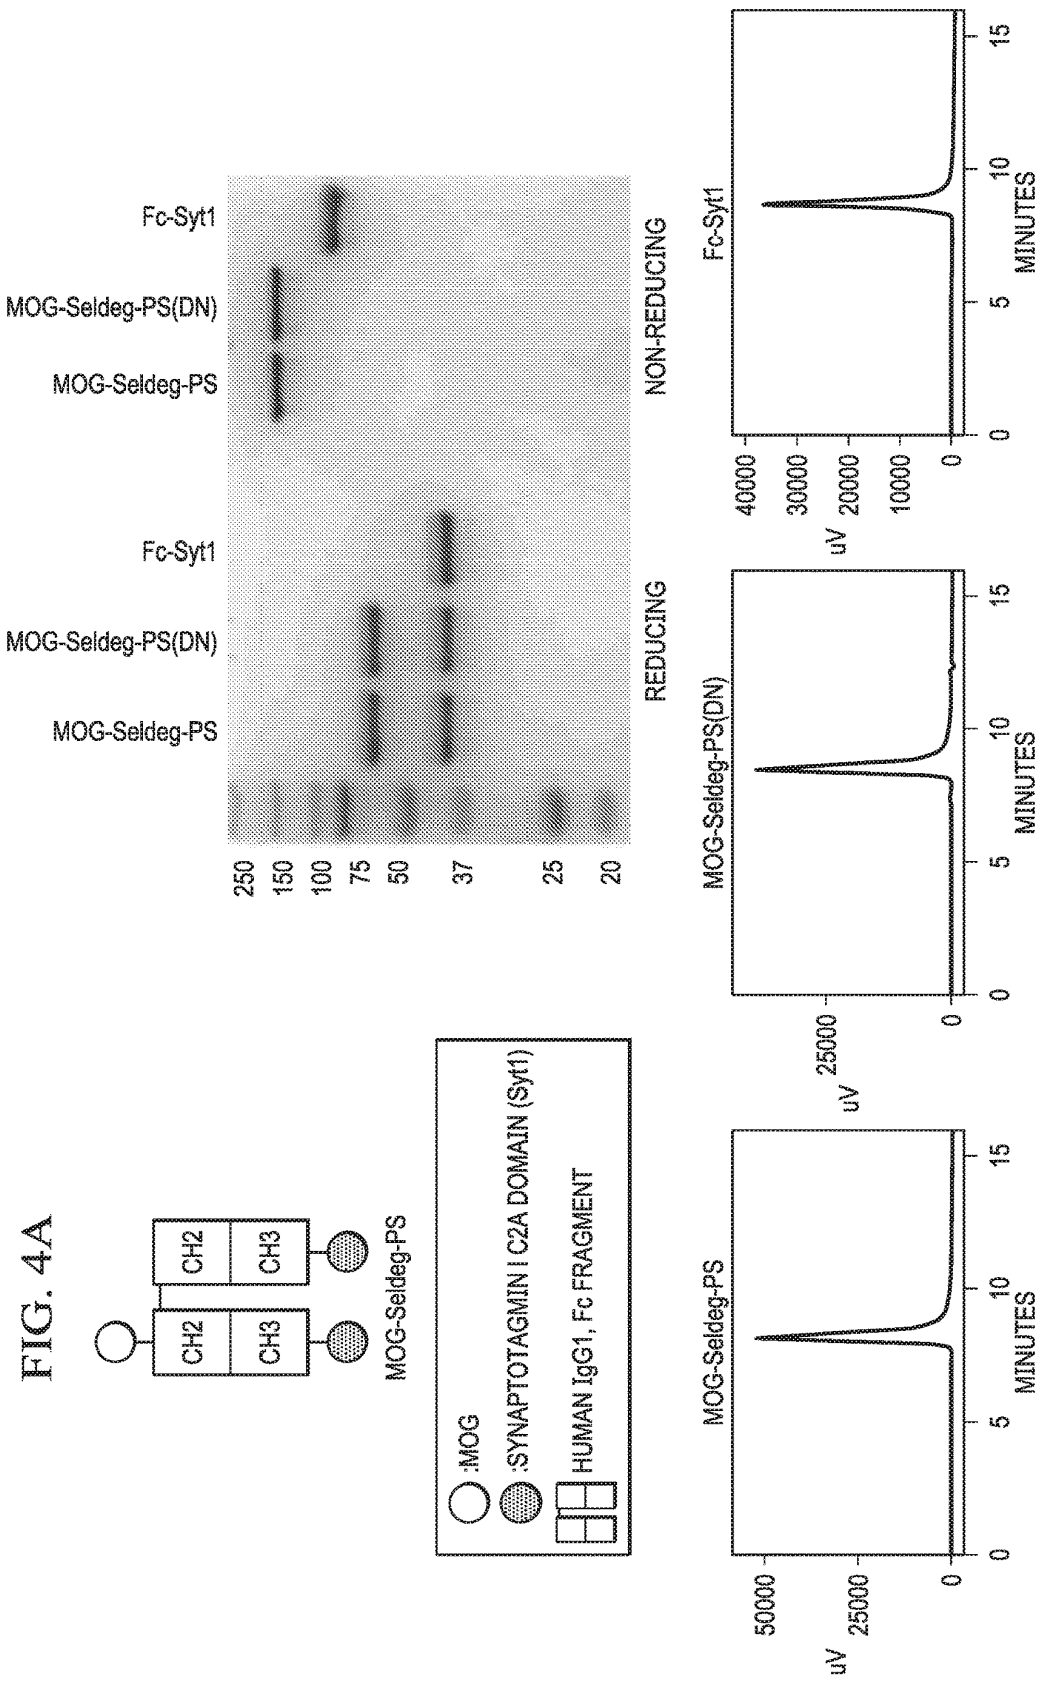 FIG. 4A
CH2
CH2
CH3
CH3
MOG-Seldeg-PS
:MOG
:SYNAPTOTAGMIN I C2A DOMAIN (Syt1)
HUMAN IgG1, Fc FRAGMENT
MOG-Seldeg-PS
MOG-Seldeg-PS(DN)
Fc-Syt1
MOG-Seldeg-PS
MOG-Seldeg-PS(DN)
Fc-Syt1
250
150
100
75
50
37
25
20
REDUCING
NON-REDUCING
MOG-Seldeg-PS
50000
25000
0
uV
0
5
10
15
MINUTES
MOG-Seldeg-PS(DN)
25000
0
uV
0
5
10
15
MINUTES
Fc-Syt1
40000
30000
20000
10000
0
uV
0
5
10
15
MINUTES